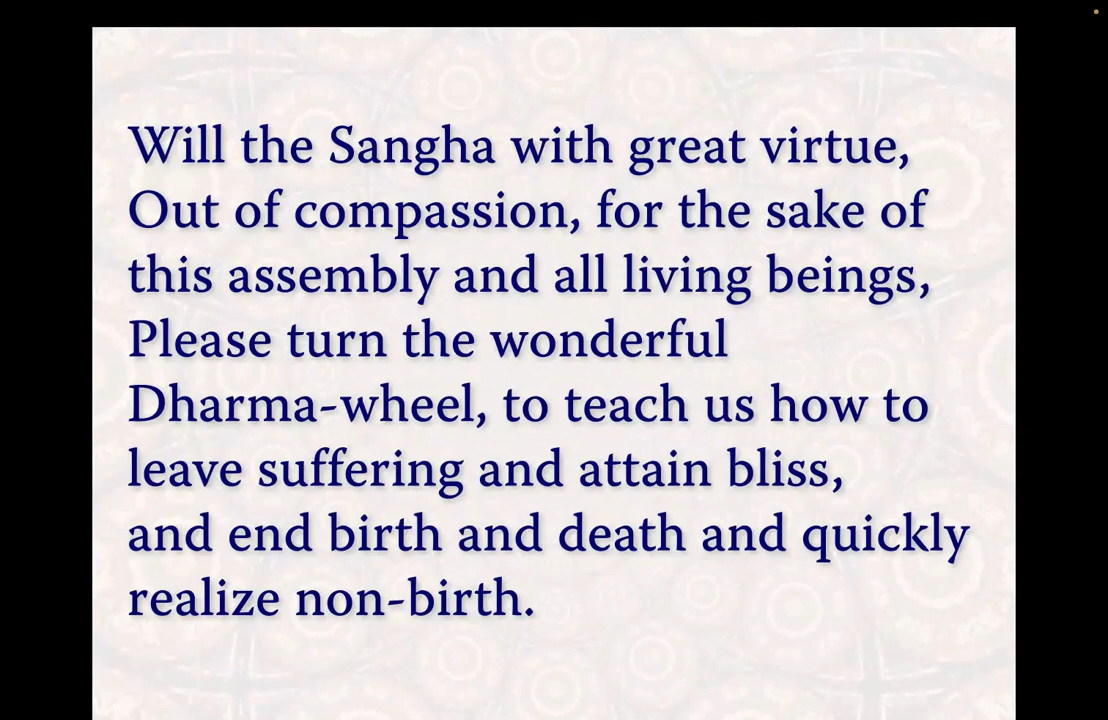 Will the Sangha with great virtue,
Out of compassion, for the sake of
this assembly and all living beings,
Please turn the wonderful
Dharma-wheel, to teach us how to
leave suffering and attain bliss,
and end birth and death and quickly
realize non-birth.